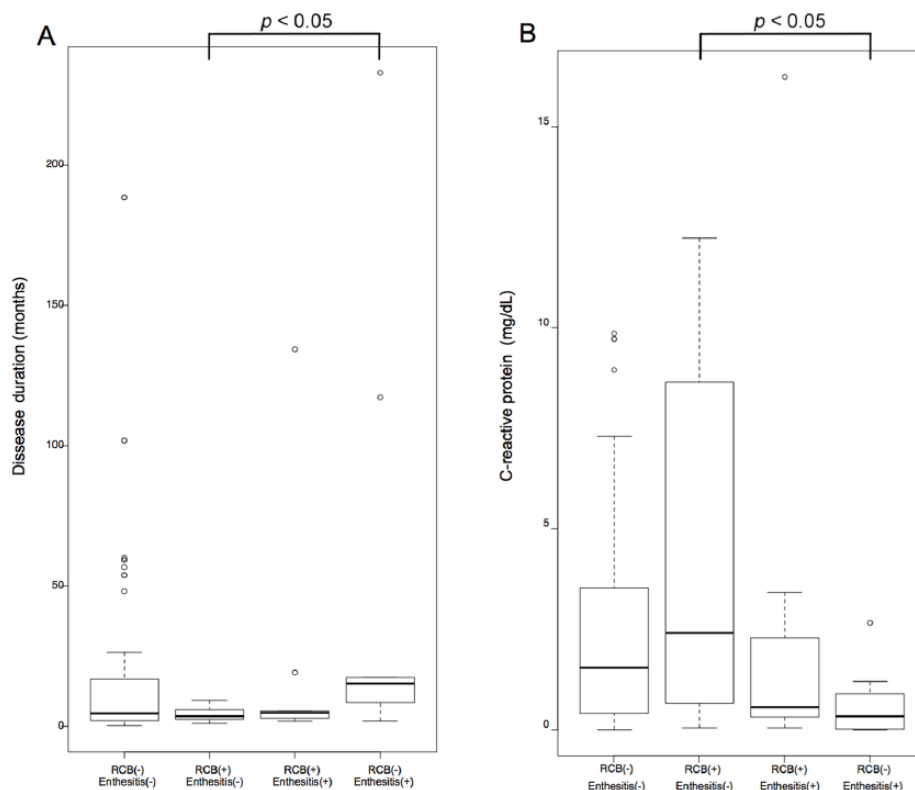 A
p < 0.05
Dissease duration (months)
200
150
100
50
0
RCB(-)
Enthesitis(-)
RCB(+)
Enthesitis(-)
RCB(+)
Enthesitis(+)
RCB(-)
Enthesitis(+)
B
p < 0.05
C-reactive protein (mg/dL)
15
10
5
0
RCB(-)
Enthesitis(-)
RCB(+)
Enthesitis(-)
RCB(+)
Enthesitis(+)
RCB(-)
Enthesitis(+)